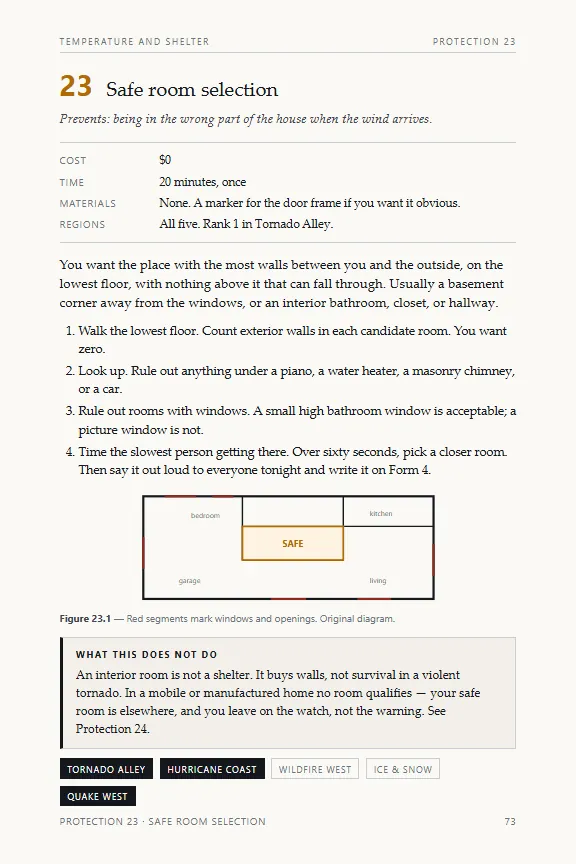 TEMPERATURE AND SHELTER PROTECTION 23
23 Safe room selection
Prevents: being in the wrong part of the house when the wind arrives.
COST $0
TIME 20 minutes, once
MATERIALS None. A marker for the door frame if you want it obvious.
REGIONS All five. Rank 1 in Tornado Alley.
You want the place with the most walls between you and the outside, on the
lowest floor, with nothing above it that can fall through. Usually a basement
corner away from the windows, or an interior bathroom, closet, or hallway.
1. Walk the lowest floor. Count exterior walls in each candidate room. You want
zero.
2. Look up. Rule out anything under a piano, a water heater, a masonry chimney,
or a car.
3. Rule out rooms with windows. A small high bathroom window is acceptable; a
picture window is not.
4. Time the slowest person getting there. Over sixty seconds, pick a closer room.
Then say it out loud to everyone tonight and write it on Form 4.
bedroom kitchen
SAFE
garage living
Figure 23.1 — Red segments mark windows and openings. Original diagram.
WHAT THIS DOES NOT DO
An interior room is not a shelter. It buys walls, not survival in a violent
tornado. In a mobile or manufactured home no room qualifies — your safe
room is elsewhere, and you leave on the watch, not the warning. See
Protection 24.
TORNADO ALLEY HURRICANE COAST WILDFIRE WEST ICE & SNOW
QUAKE WEST
PROTECTION 23 · SAFE ROOM SELECTION 73